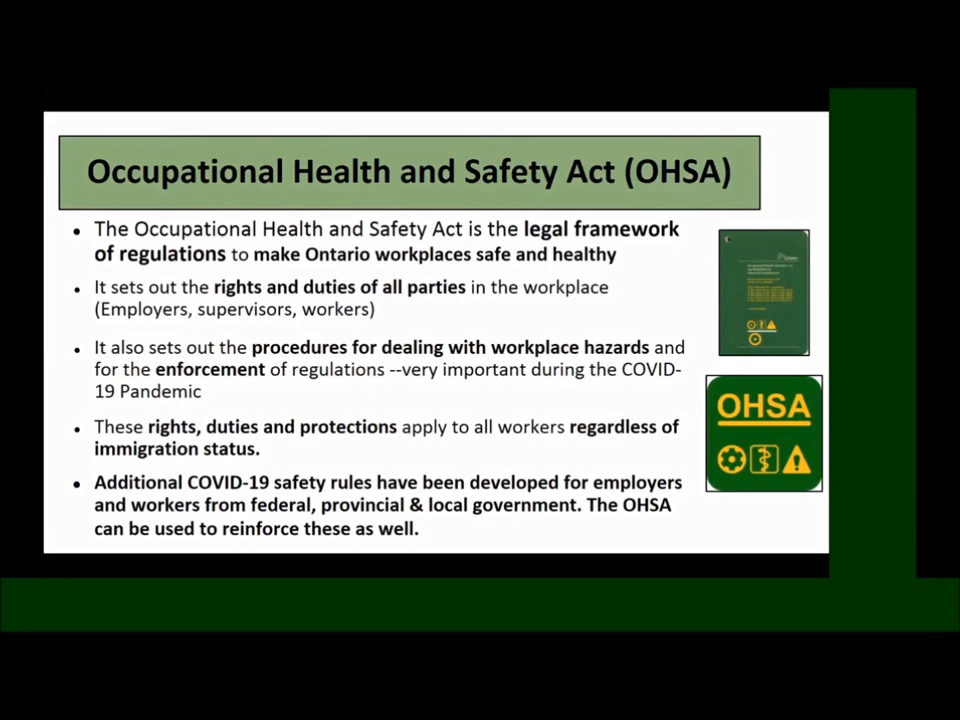 Occupational Health and Safety Act (OHSA)
• The Occupational Health and Safety Act is the legal framework
of regulations to make Ontario workplaces safe and healthy
• It sets out the rights and duties of all parties in the workplace
(Employers, supervisors, workers)
• It also sets out the procedures for dealing with workplace hazards and
for the enforcement of regulations --very important during the COVID-
19 Pandemic
• These rights, duties and protections apply to all workers regardless of
immigration status.
• Additional COVID-19 safety rules have been developed for employers
and workers from federal, provincial & local government. The OHSA
can be used to reinforce these as well.
OHSA